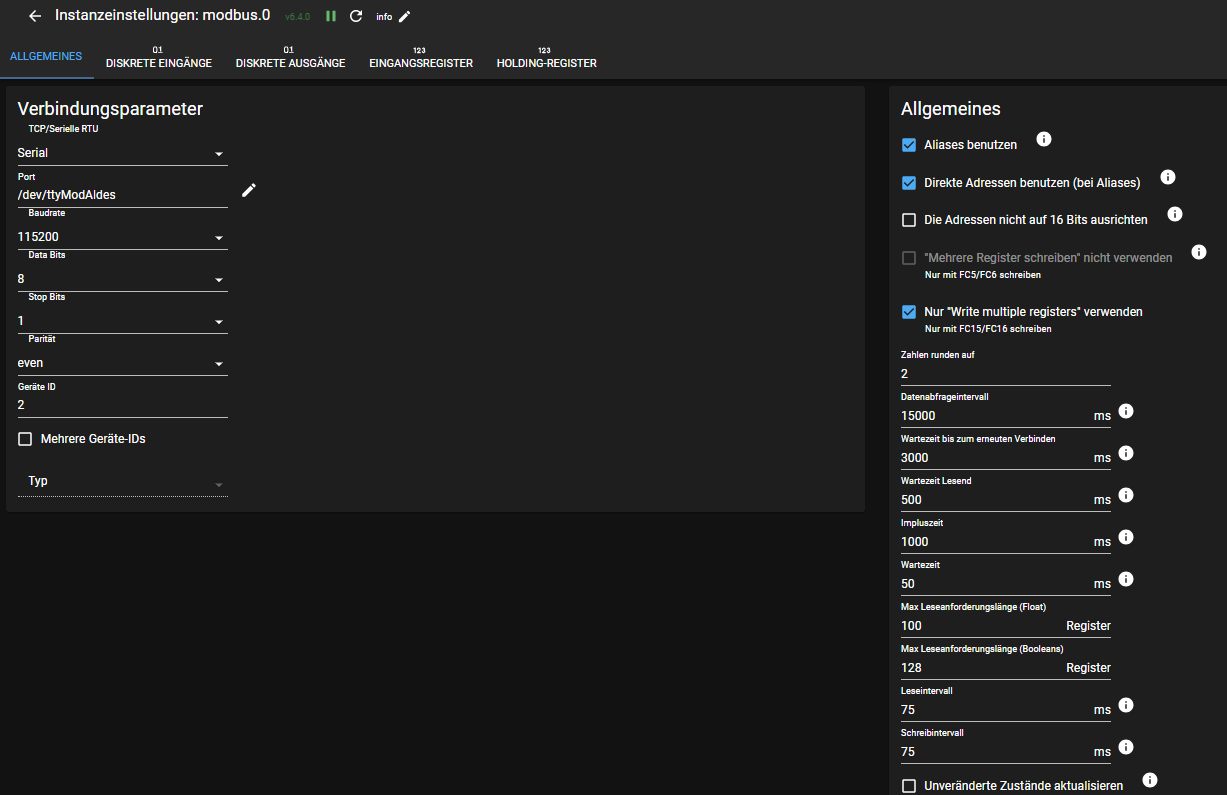 Instanzeinstellungen: modbus.0 v6.4.0 info
ALLGEMEINES
01 DISKRETE EINGÄNGE
01 DISKRETE AUSGÄNGE
123 EINGANGSREGISTER
123 HOLDING-REGISTER
Verbindungsparameter
TCP/Serielle RTU
Serial
Port
/dev/ttyModAldes
Baudrate
115200
Data Bits
8
Stop Bits
1
Parität
even
Geräte ID
2
Mehrere Geräte-IDs
Typ
Allgemeines
Aliases benutzen
Direkte Adressen benutzen (bei Aliases)
Die Adressen nicht auf 16 Bits ausrichten
"Mehrere Register schreiben" nicht verwenden
Nur mit FC5/FC6 schreiben
Nur "Write multiple registers" verwenden
Nur mit FC15/FC16 schreiben
Zahlen runden auf
2
Datenabfrageintervall
15000 ms
Wartezeit bis zum erneuten Verbinden
3000 ms
Wartezeit Lesend
500 ms
Impluszeit
1000 ms
Wartezeit
50 ms
Max Leseanforderungslänge (Float)
100 Register
Max Leseanforderungslänge (Booleans)
128 Register
Leseintervall
75 ms
Schreibintervall
75 ms
Unveränderte Zustände aktualisieren